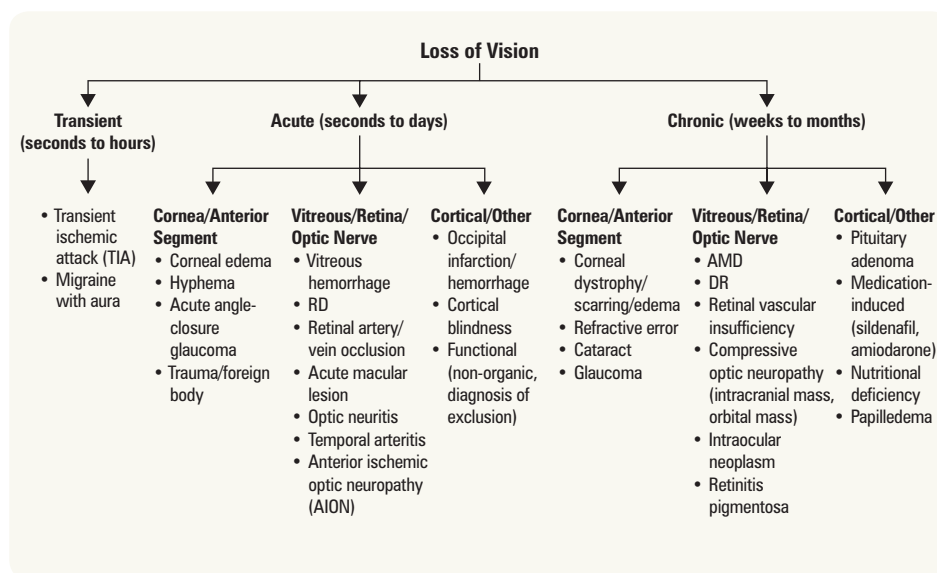 Loss of Vision
Transient
(seconds to hours)
Acute (seconds to days)
Chronic (weeks to months)
• Transient
ischemic
attack (TIA)
• Migraine
with aura
Cornea/Anterior
Segment
• Corneal edema
• Hyphema
• Acute angle-
closure
glaucoma
• Trauma/foreign
body
Vitreous/Retina/
Optic Nerve
• Vitreous
hemorrhage
• RD
• Retinal artery/
vein occlusion
• Acute macular
lesion
• Optic neuritis
• Temporal arteritis
• Anterior ischemic
optic neuropathy
(AION)
Cortical/Other
• Occipital
infarction/
hemorrhage
• Cortical
blindness
• Functional
(non-organic,
diagnosis of
exclusion)
Cornea/Anterior
Segment
• Corneal
dystrophy/
scarring/edema
• Refractive error
• Cataract
• Glaucoma
Vitreous/Retina/
Optic Nerve
• AMD
• DR
• Retinal vascular
insufficiency
• Compressive
optic neuropathy
(intracranial mass,
orbital mass)
• Intraocular
neoplasm
• Retinitis
pigmentosa
Cortical/Other
• Pituitary
adenoma
• Medication-
induced
(sildenafil,
amiodarone)
• Nutritional
deficiency
• Papilledema